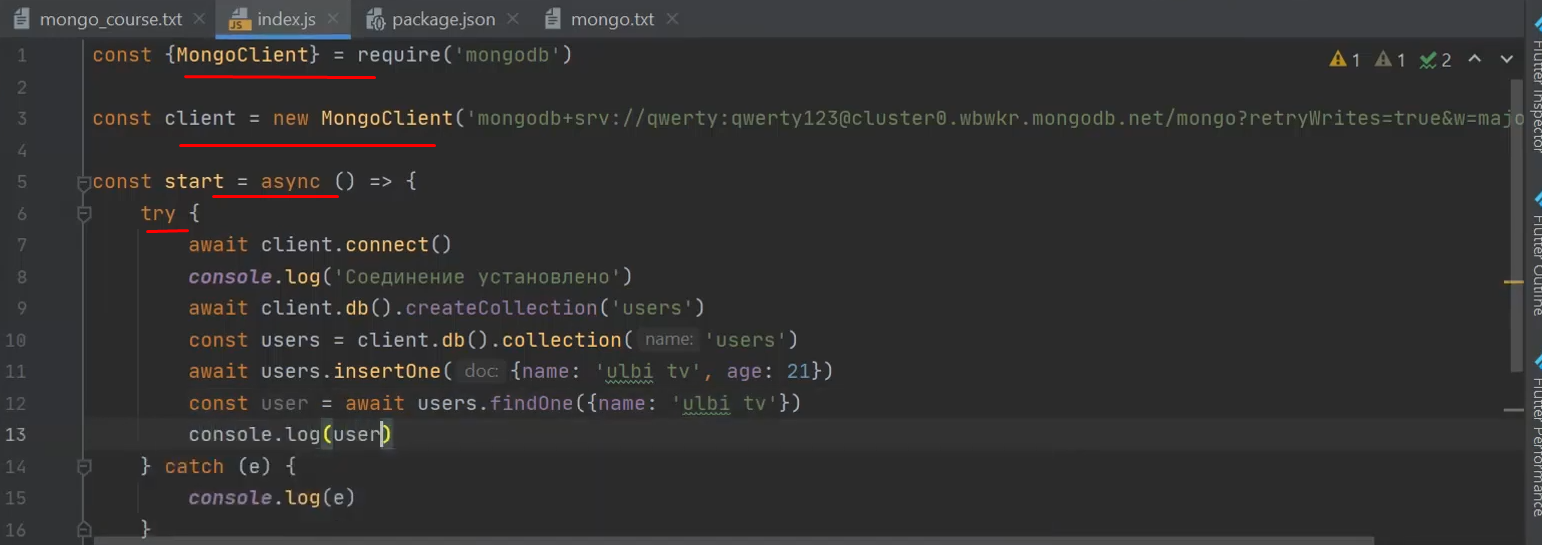 mongo_course.txt index.js package.json mongo.txt
1 const {MongoClient} = require('mongodb')
1 1 2
2
3 const client = new MongoClient('mongodb+srv://qwerty:qwerty123@cluster0.wbwkr.mongodb.net/mongo?retryWrites=true&w=majo
4
5 const start = async () => {
6 try {
7 await client.connect()
8 console.log('Соединение установлено')
9 await client.db().createCollection('users')
10 const users = client.db().collection( name: 'users')
11 await users.insertOne( doc: {name: 'ulbi tv', age: 21})
12 const user = await users.findOne({name: 'ulbi tv'})
13 console.log(user)
14 } catch (e) {
15 console.log(e)
16 }
Flutter Inspector
Flutter Outline
Flutter Performance